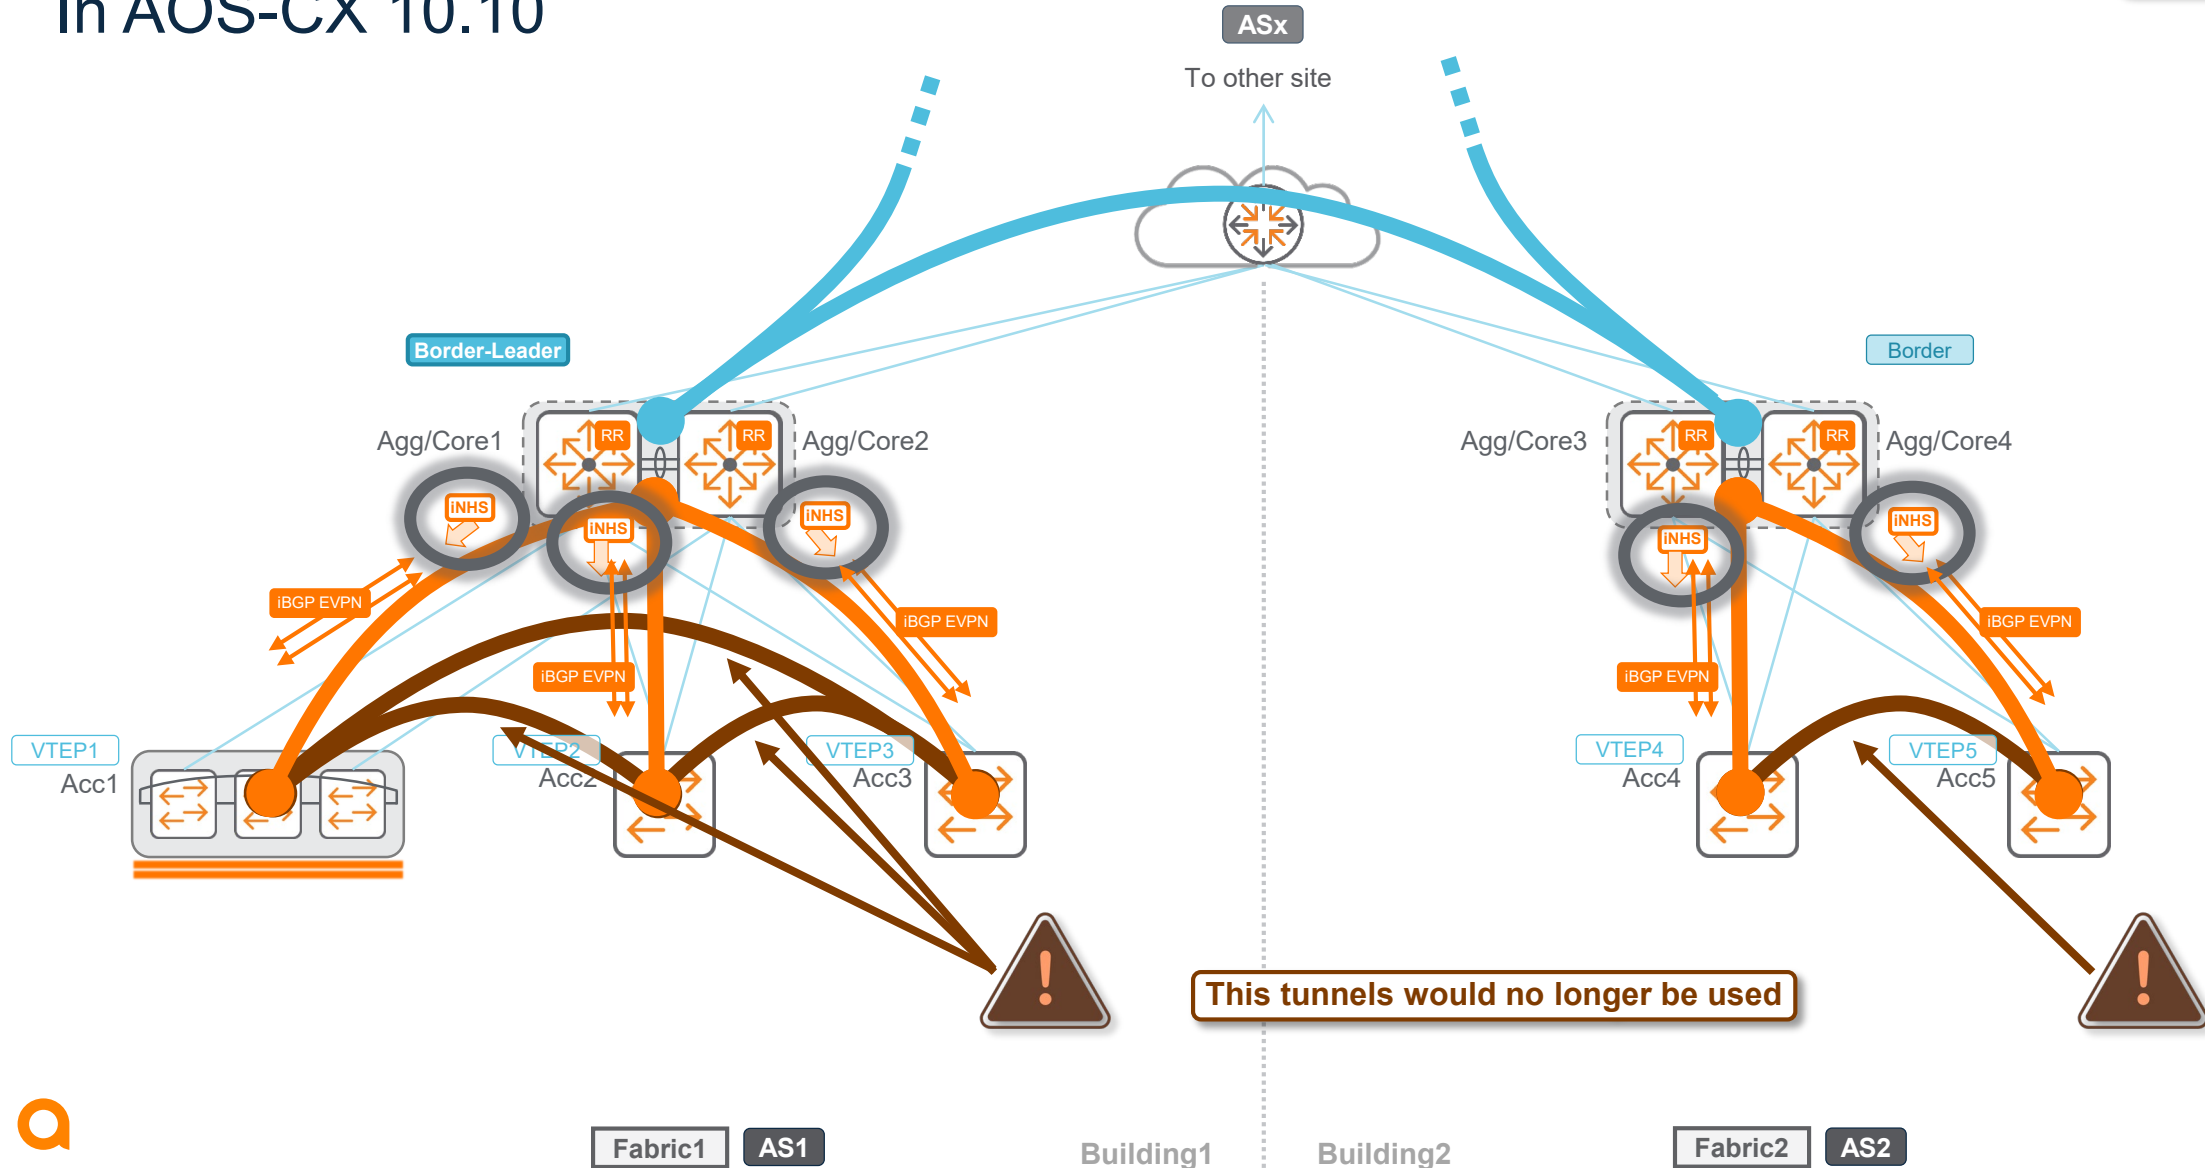 In AOS-CX 10.10
ASx
To other site
Border-Leader
Border
Agg/Core1
RR
RR
Agg/Core2
Agg/Core3
RR
RR
Agg/Core4
iNHS
iNHS
iNHS
iNHS
iNHS
iBGP EVPN
iBGP EVPN
iBGP EVPN
iBGP EVPN
iBGP EVPN
VTEP1
Acc1
VTEP2
Acc2
VTEP3
Acc3
VTEP4
Acc4
VTEP5
Acc5
!
!
This tunnels would no longer be used
Fabric1
AS1
Building1
Building2
Fabric2
AS2